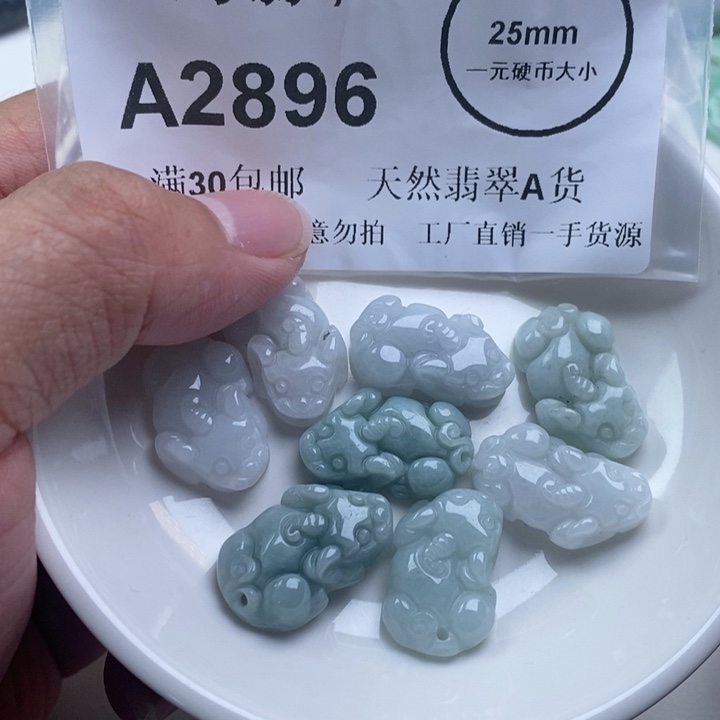 25mm
一元硬币大小
A2896
满30包邮 天然翡翠A货
意勿拍 工厂直销一手货源